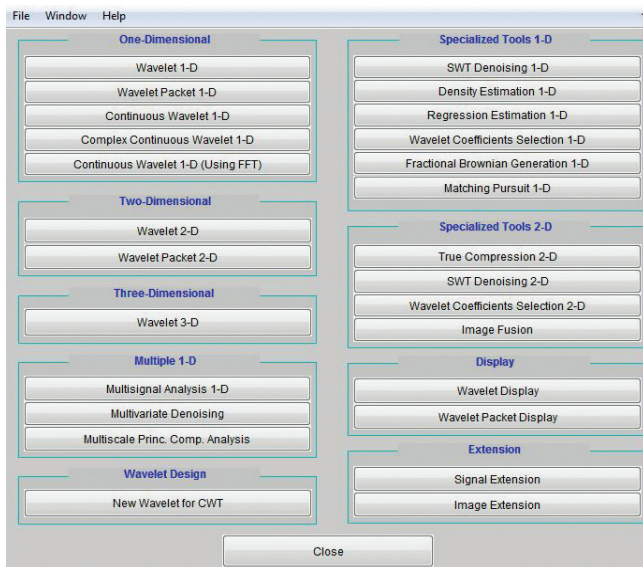 File Window Help
One-Dimensional
Wavelet 1-D
Wavelet Packet 1-D
Continuous Wavelet 1-D
Complex Continuous Wavelet 1-D
Continuous Wavelet 1-D (Using FFT)
Two-Dimensional
Wavelet 2-D
Wavelet Packet 2-D
Three-Dimensional
Wavelet 3-D
Multiple 1-D
Multisignal Analysis 1-D
Multivariate Denoising
Multiscale Princ. Comp. Analysis
Wavelet Design
New Wavelet for CWT
Specialized Tools 1-D
SWT Denoising 1-D
Density Estimation 1-D
Regression Estimation 1-D
Wavelet Coefficients Selection 1-D
Fractional Brownian Generation 1-D
Matching Pursuit 1-D
Specialized Tools 2-D
True Compression 2-D
SWT Denoising 2-D
Wavelet Coefficients Selection 2-D
Image Fusion
Display
Wavelet Display
Wavelet Packet Display
Extension
Signal Extension
Image Extension
Close